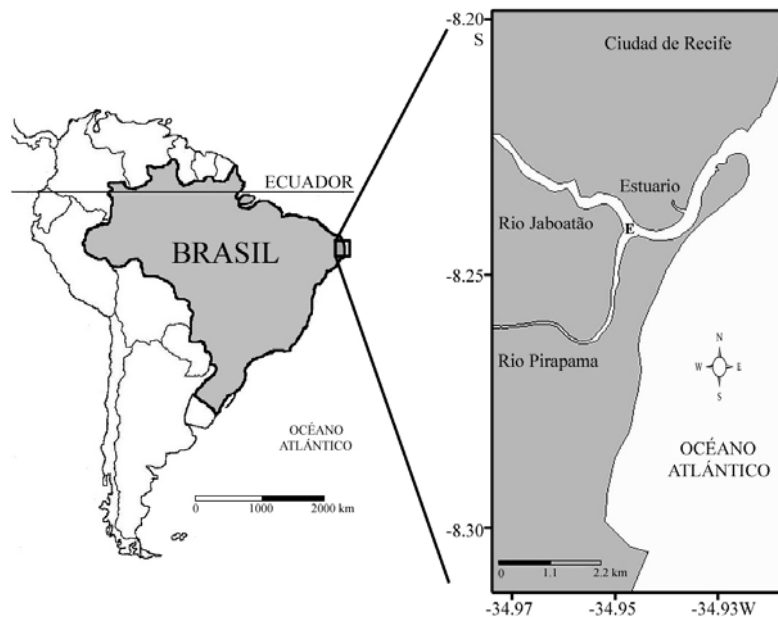 ECUADOR
BRASIL
OCÉANO
ATLÁNTICO
0 1000 2000 km
-8.20
S
Ciudad de Recife
Estuario
Rio Jaboatão
E
-8.25
Rio Pirapama
N
W E
S
OCÉANO
ATLÁNTICO
-8.30
0 1.1 2.2 km
-34.97 -34.95 -34.93W